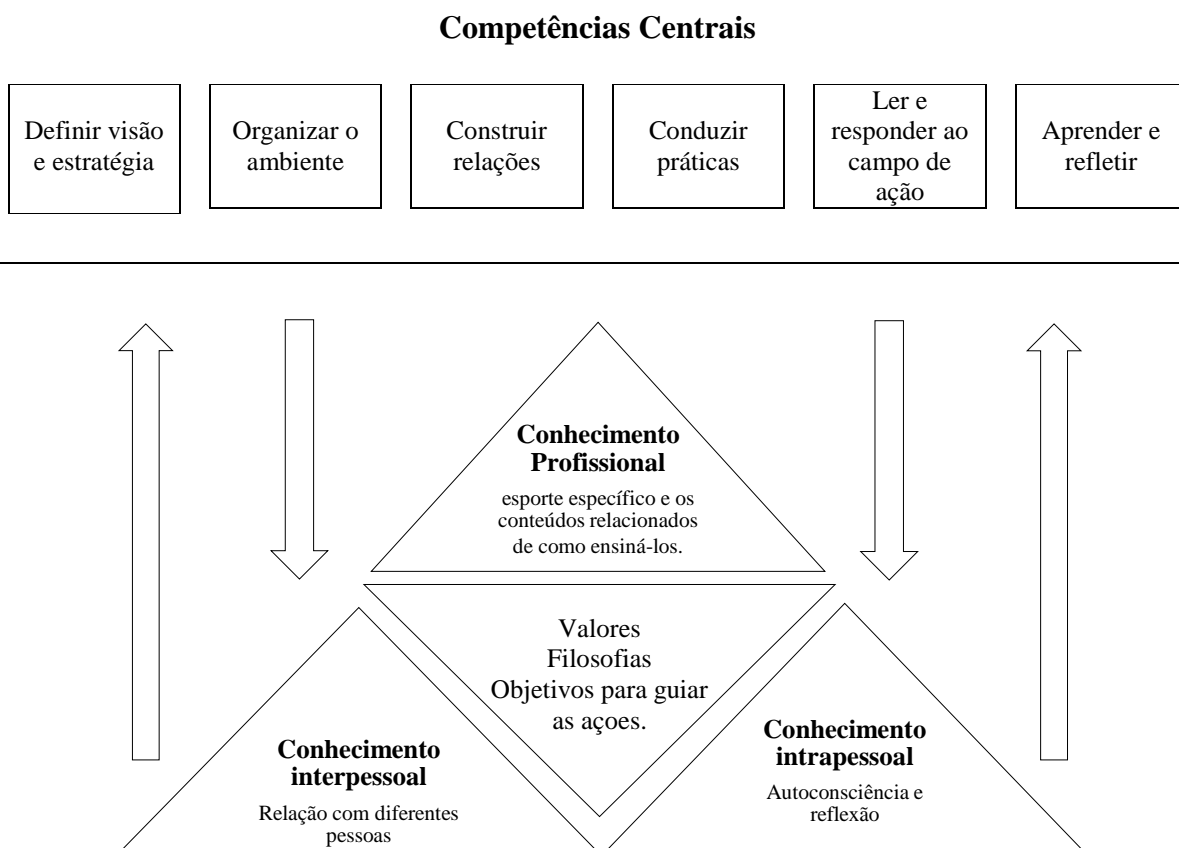 Competências Centrais
Definir visão
e estratégia
Organizar o
ambiente
Construir
relações
Conduzir
práticas
Ler e
responder ao
campo de
ação
Aprender e
refletir
Conhecimento
Profissional
esporte específico e os
conteúdos relacionados
de como ensiná-los.
Valores
Filosofias
Objetivos para guiar
as açoes.
Conhecimento
interpessoal
Relação com diferentes
pessoas
Conhecimento
intrapessoal
Autoconsciência e
reflexão